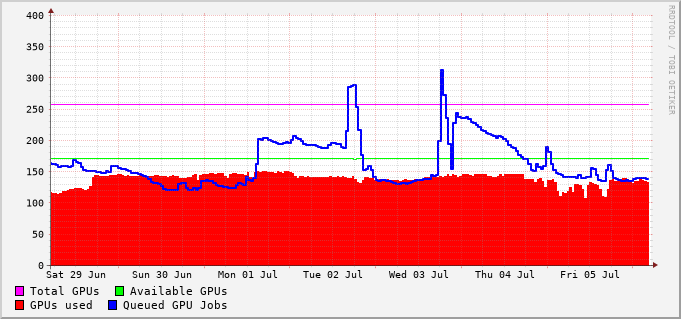 400
350
300
250
200
150
100
50
0
Sat 29 Jun Sun 30 Jun Mon 01 Jul Tue 02 Jul Wed 03 Jul Thu 04 Jul Fri 05 Jul
Total GPUs Available GPUs
GPUs used Queued GPU Jobs
RRDTOOL / TOBI OETIKER